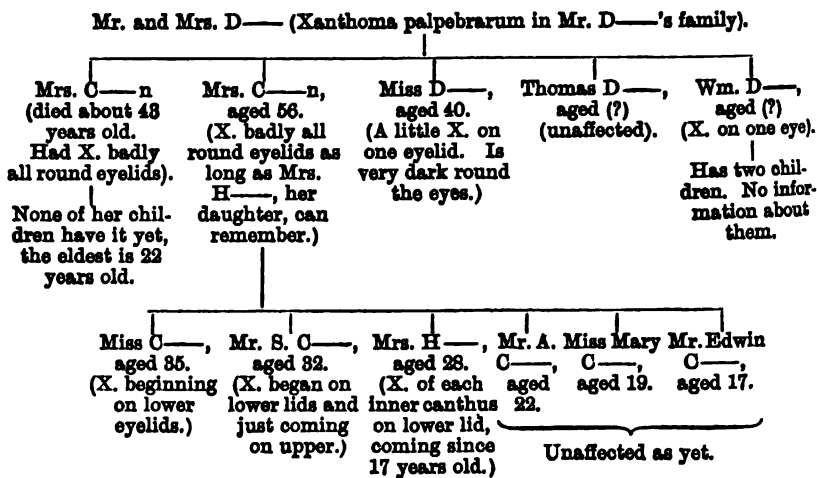 Mr. and Mrs. D—— (Xanthoma palpebrarum in Mr. D——'s family).
Mrs. C——n
(died about 43
years old.
Had X. badly
all round eyelids).
None of her chil-
dren have it yet,
the eldest is 22
years old.
Mrs. C——n,
aged 56.
(X. badly all
round eyelids as
long as Mrs.
H——, her
daughter, can
remember.)
Miss D——,
aged 40.
(A little X. on
one eyelid. Is
very dark round
the eyes.)
Thomas D——,
aged (?)
(unaffected).
Wm. D——,
aged (?)
(X. on one eye).
Has two chil-
dren. No infor-
mation about
them.
Miss C——,
aged 35.
(X. beginning
on lower
eyelids.)
Mr. S. C——,
aged 32.
(X. began on
lower lids and
just coming
on upper.)
Mrs. H——,
aged 28.
(X. of each
inner canthus
on lower lid,
coming since
17 years old.)
Mr. A.
C——,
aged
22.
Miss Mary
C——,
aged 19.
Mr. Edwin
C——,
aged 17.
Unaffected as yet.